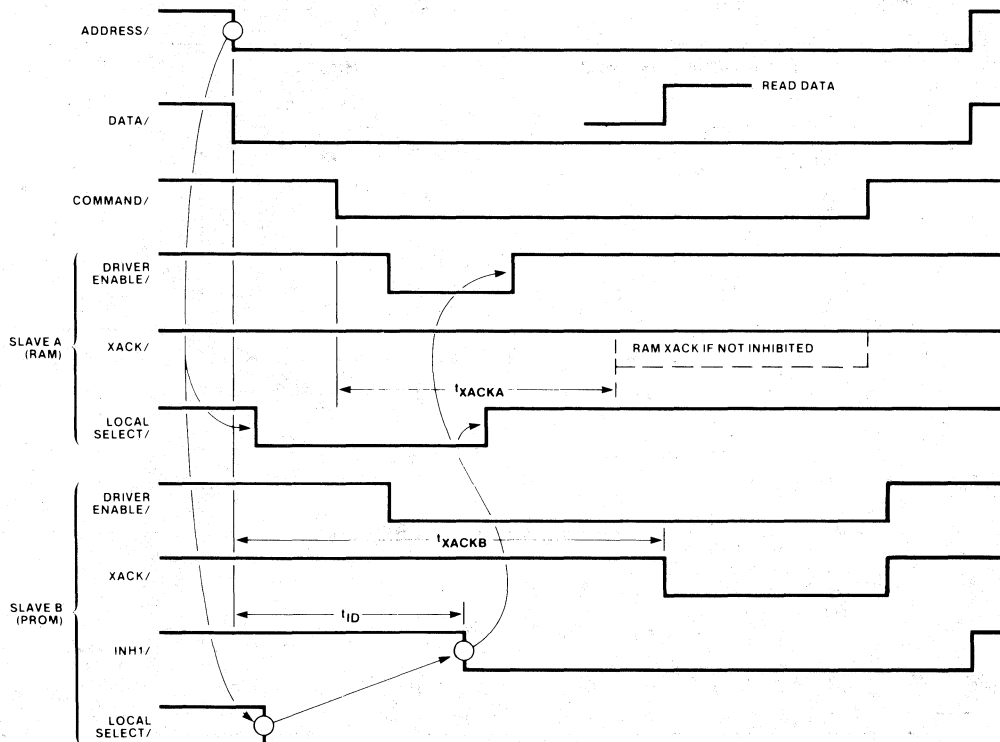 ADDRESS/
READ DATA
DATA/
COMMAND/
SLAVE A
(RAM)
DRIVER
ENABLE/
XACK/
RAM XACK IF NOT INHIBITED
tXACKA
LOCAL
SELECT/
SLAVE B
(PROM)
DRIVER
ENABLE/
tXACKB
XACK/
tID
INH1/
LOCAL
SELECT/